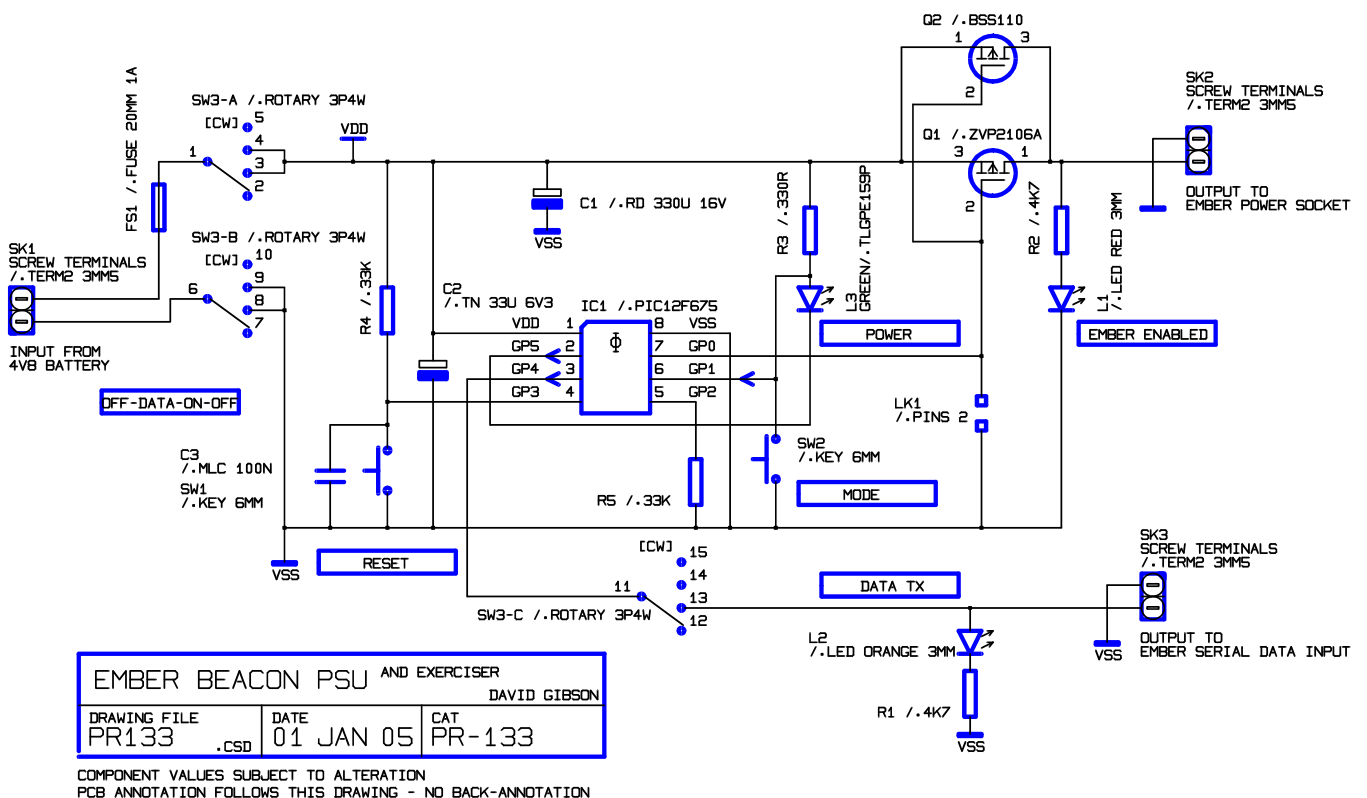 Q2 /.BSS110
1
3
2
SK2
SCREW TERMINALS
/.TERM2 3MM5
FS1 /.FUSE 20MM 1A
SW3-A /.ROTARY 3P4W
[CW]
5
4
3
2
1
VDD
Q1 /.ZVP2106A
3
1
2
OUTPUT TO
EMBER POWER SOCKET
C1 /.RD 330U 16V
VSS
R3 /.330R
L3
GREEN/.TLGPE159P
R2 /.4K7
L1
/.LED RED 3MM
SW3-B /.ROTARY 3P4W
[CW]
10
9
8
7
6
SK1
SCREW TERMINALS
/.TERM2 3MM5
INPUT FROM
4V8 BATTERY
R4 /.33K
C2
/.TN 33U 6V3
IC1 /.PIC12F675
VDD 1
GP5 2
GP4 3
GP3 4
Φ
8 VSS
7 GP0
6 GP1
5 GP2
POWER
EMBER ENABLED
OFF-DATA-ON-OFF
LK1
/.PINS 2
C3
/.MLC 100N
SW1
/.KEY 6MM
SW2
/.KEY 6MM
R5 /.33K
MODE
RESET
VSS
[CW]
15
14
13
12
11
SW3-C /.ROTARY 3P4W
DATA TX
SK3
SCREW TERMINALS
/.TERM2 3MM5
L2
/.LED ORANGE 3MM
VSS
OUTPUT TO
EMBER SERIAL DATA INPUT
R1 /.4K7
VSS
EMBER BEACON PSU AND EXERCISER
DAVID GIBSON
DRAWING FILE
PR133 .CSD
DATE
01 JAN 05
CAT
PR-133
COMPONENT VALUES SUBJECT TO ALTERATION
PCB ANNOTATION FOLLOWS THIS DRAWING - NO BACK-ANNOTATION